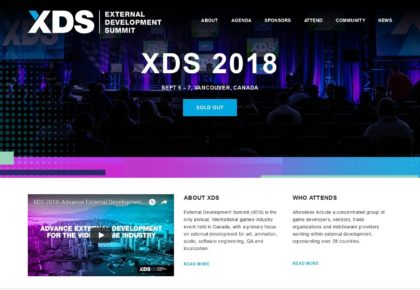 XDS
EXTERNAL
DEVELOPMENT
SUMMIT
ABOUT AGENDA SPONSORS ATTEND COMMUNITY NEWS
XDS 2018
SEPT 5 – 7, VANCOUVER, CANADA
SOLD OUT
XDS 2018: Advance External Developmen...
ADVANCE EXTERNAL DEVELOPMENT
FOR THE VIDEO GAME INDUSTRY
XDS
ABOUT XDS
External Development Summit (XDS) is the
only annual, international games industry
event held in Canada, with a primary focus
on external development for art, animation,
audio, software engineering, QA and
localization.
READ MORE
WHO ATTENDS
Attendees include a concentrated group of
game developers, vendors, trade
organizations and middleware providers
working within external development,
representing over 38 countries.
READ MORE